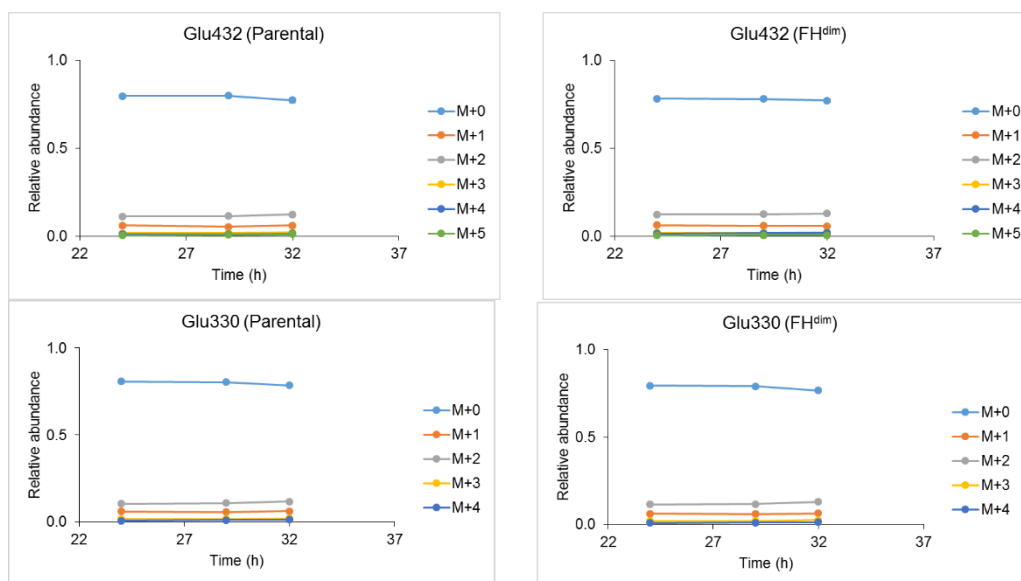 Glu432 (Parental)
1.0
0.5
0.0
Relative abundance
22 27 32 37
Time (h)
M+0
M+1
M+2
M+3
M+4
M+5
Glu432 (FHdim)
1.0
0.5
0.0
Relative abundance
22 27 32 37
Time (h)
M+0
M+1
M+2
M+3
M+4
M+5
Glu330 (Parental)
1.0
0.5
0.0
Relative abundance
22 27 32 37
Time (h)
M+0
M+1
M+2
M+3
M+4
Glu330 (FHdim)
1.0
0.5
0.0
Relative abundance
22 27 32 37
Time (h)
M+0
M+1
M+2
M+3
M+4